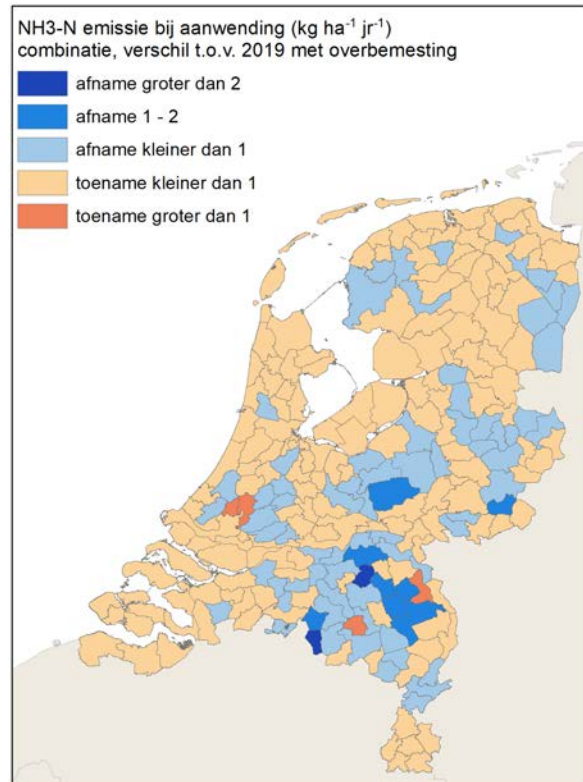 NH3-N emissie bij aanwending (kg ha⁻¹ jr⁻¹)
combinatie, verschil t.o.v. 2019 met overbemesting
afname groter dan 2
afname 1 - 2
afname kleiner dan 1
toename kleiner dan 1
toename groter dan 1